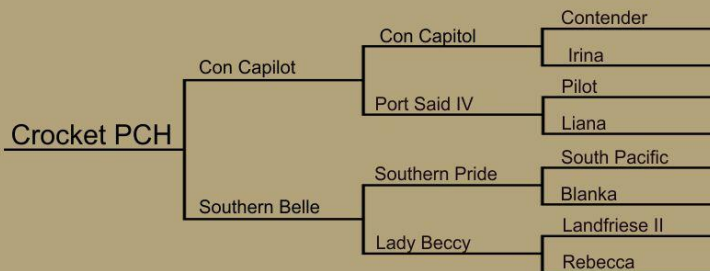 Contender
Con Capitol
Irina
Con Capilot
Pilot
Port Said IV
Liana
Crocket PCH
South Pacific
Southern Pride
Blanka
Southern Belle
Landfriese II
Lady Beccy
Rebecca